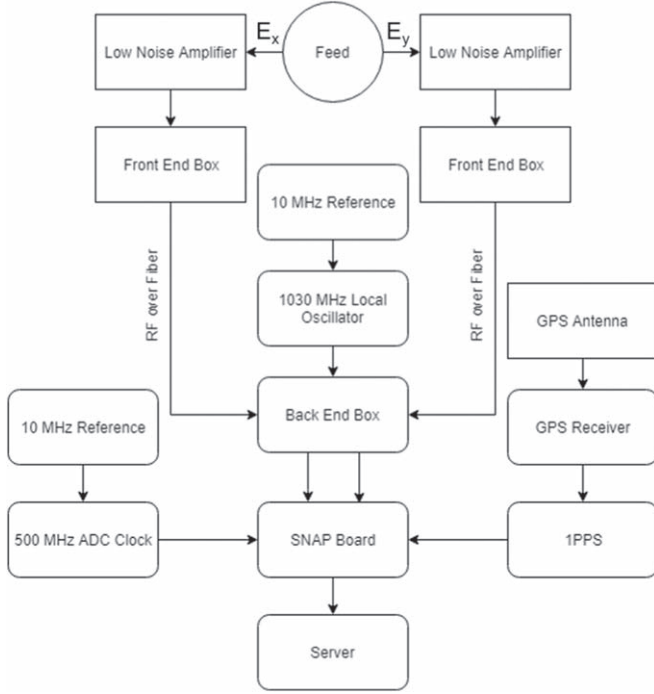 E_x
E_y
Low Noise Amplifier
Feed
Low Noise Amplifier
Front End Box
Front End Box
10 MHz Reference
RF over Fiber
RF over Fiber
1030 MHz Local
Oscillator
GPS Antenna
Back End Box
10 MHz Reference
GPS Receiver
500 MHz ADC Clock
SNAP Board
1PPS
Server